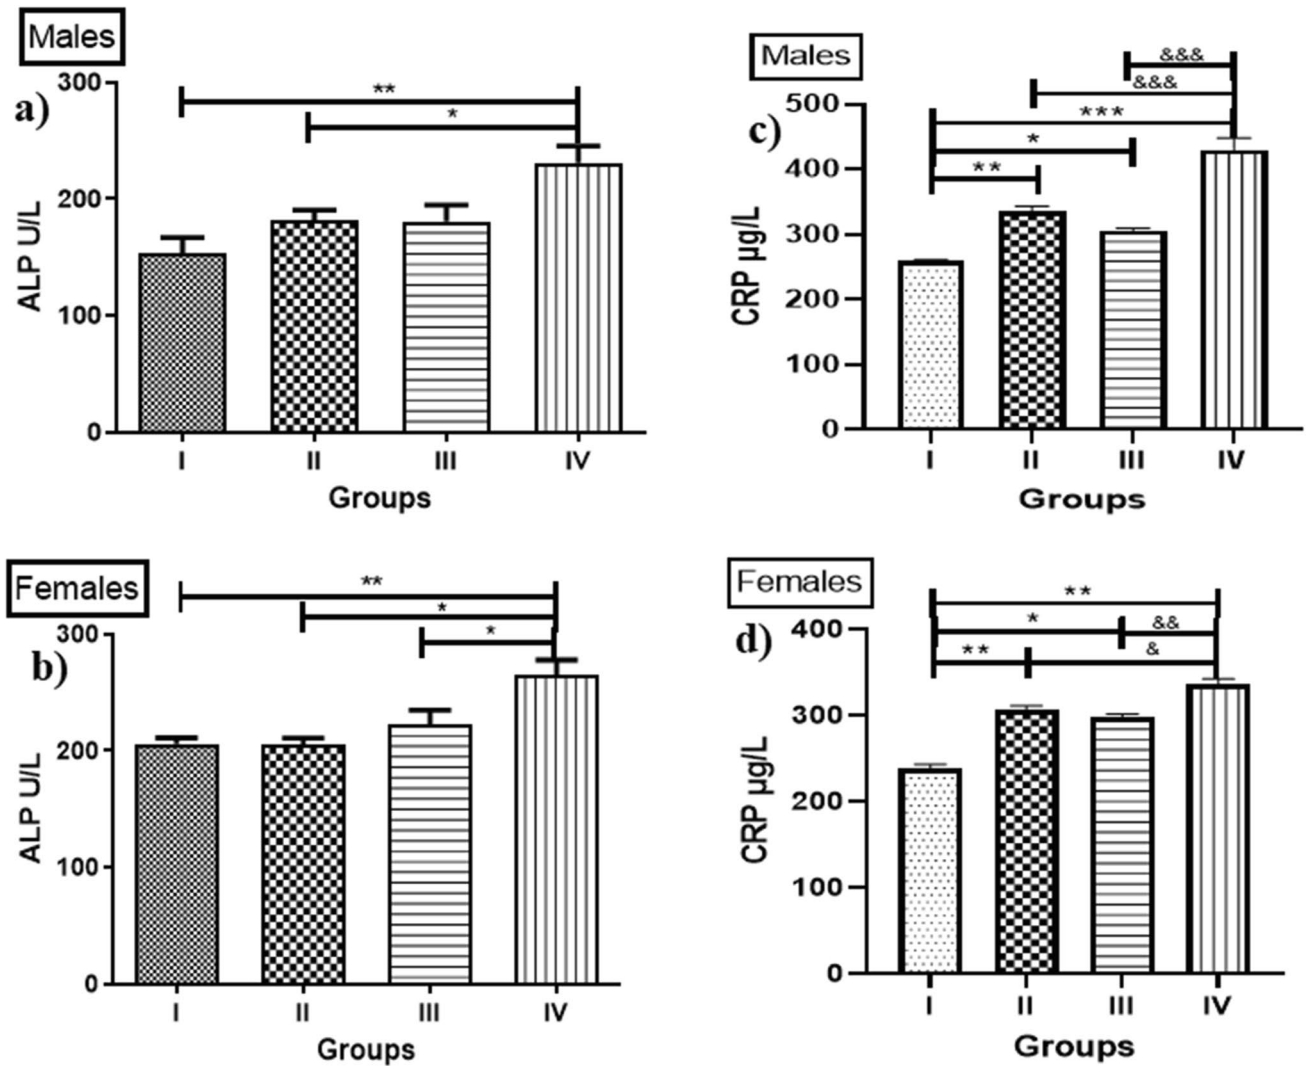 Males
a)
**
*
300
200
100
0
ALP U/L
I II III IV
Groups
Males
c)
&&&
&&&
***
*
**
500
400
300
200
100
0
CRP µg/L
I II III IV
Groups
Females
b)
**
*
*
300
200
100
0
ALP U/L
I II III IV
Groups
Females
d)
**
*
&&
**
&
400
300
200
100
0
CRP µg/L
I II III IV
Groups